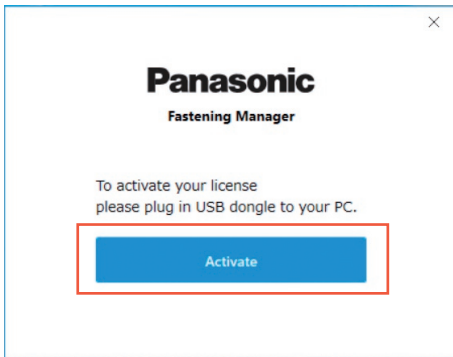 Panasonic
Fastening Manager
To activate your license
please plug in USB dongle to your PC.
Activate